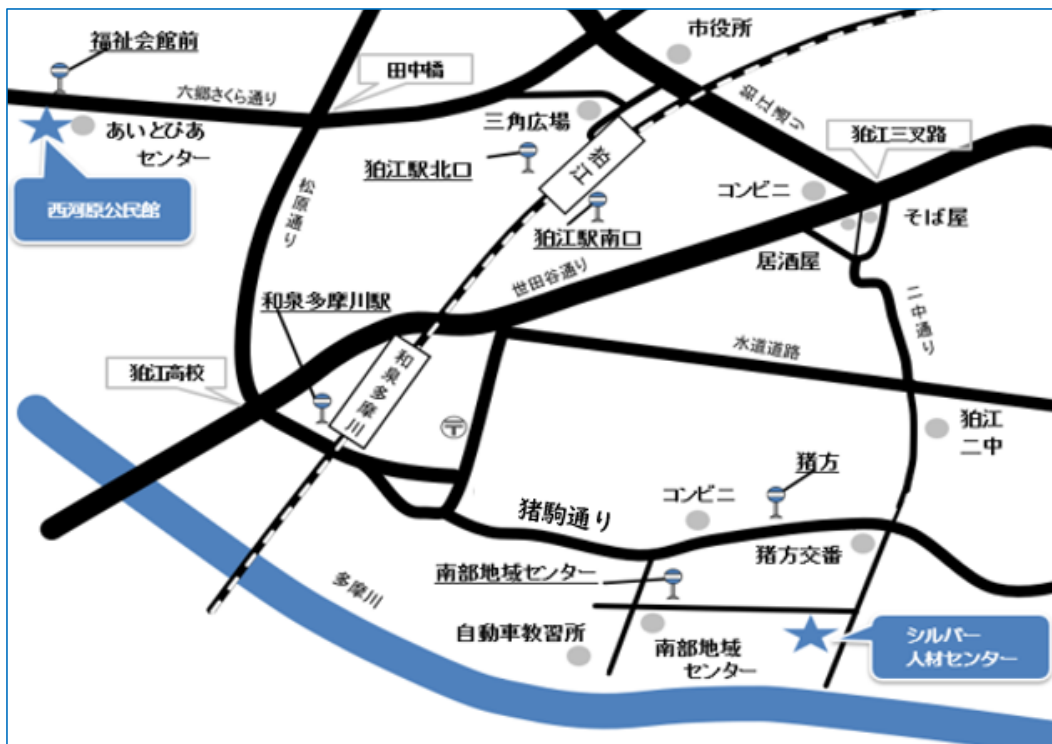 福祉会館前
市役所
田中橋
六郷さくら通り
狛江通り
三角広場
あいとぴあ
センター
狛江
狛江三叉路
狛江駅北口
コンビニ
西河原公民館
松原通り
狛江駅南口
そば屋
居酒屋
世田谷通り
和泉多摩川駅
二中通り
水道道路
和泉多摩川
狛江高校
〒
狛江
二中
猪方
コンビニ
猪駒通り
猪方交番
南部地域センター
多摩川
自動車教習所
南部地域
センター
シルバー
人材センター